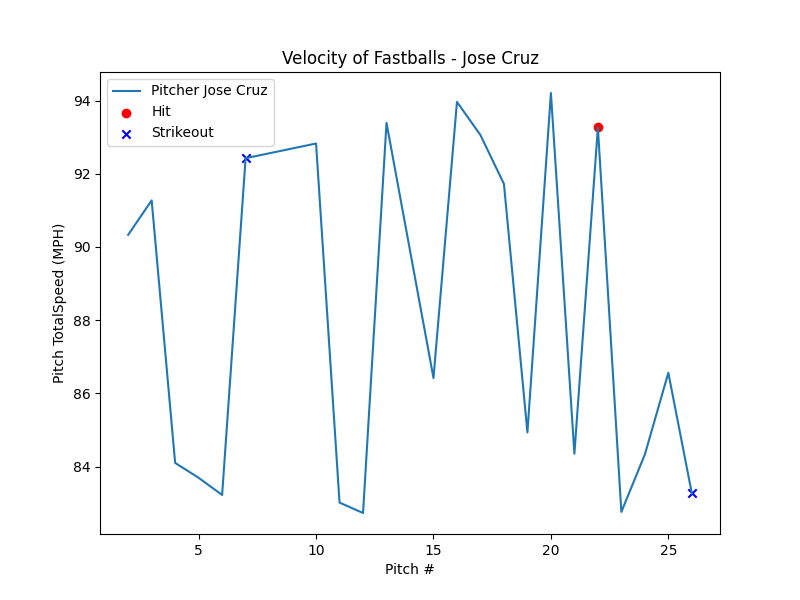 Velocity of Fastballs - Jose Cruz
Pitcher Jose Cruz
Hit
Strikeout
Pitch TotalSpeed (MPH)
94
92
90
88
86
84
5 10 15 20 25
Pitch #